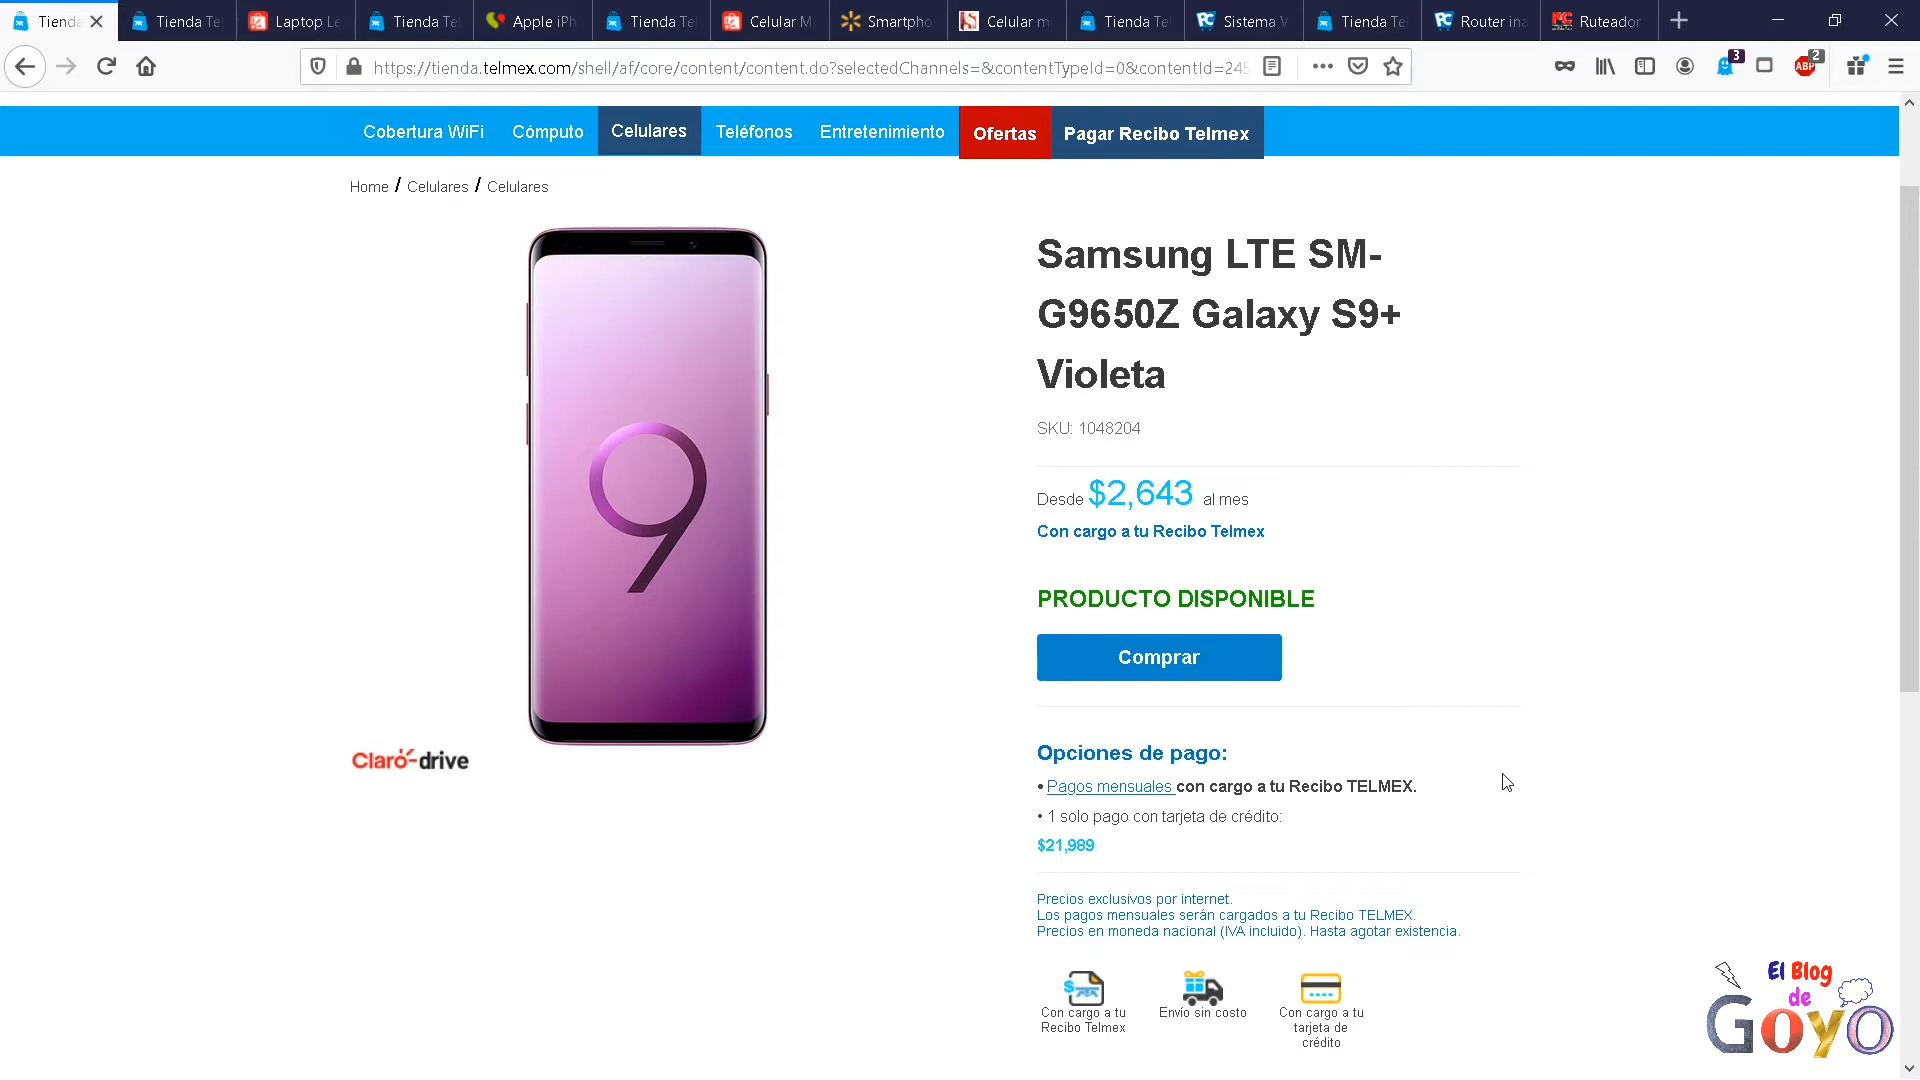 Tienda
Tienda Te
Laptop Le
Tienda Tel
Apple iPh
Tienda Te
Celular M
Smartpho
Celular m
Tienda Te
Sistema V
Tienda Te
Router in
Ruteador
https://tienda.telmex.com/shell/af/core/content/content.do?selectedChannels=&contentTypeId=0&contentId=245
3
ABP
2
Cobertura WiFi
Cómputo
Celulares
Teléfonos
Entretenimiento
Ofertas
Pagar Recibo Telmex
Home / Celulares / Celulares
9
Claro-drive
Samsung LTE SM-
G9650Z Galaxy S9+
Violeta
SKU: 1048204
Desde $2,643 al mes
Con cargo a tu Recibo Telmex
PRODUCTO DISPONIBLE
Comprar
Opciones de pago:
• Pagos mensuales con cargo a tu Recibo TELMEX.
• 1 solo pago con tarjeta de crédito:
$21,989
Precios exclusivos por internet.
Los pagos mensuales serán cargados a tu Recibo TELMEX.
Precios en moneda nacional (IVA incluido). Hasta agotar existencia.
Con cargo a tu
Recibo Telmex
Envío sin costo
Con cargo a tu
tarjeta de
crédito
El Blog
de
GOYO